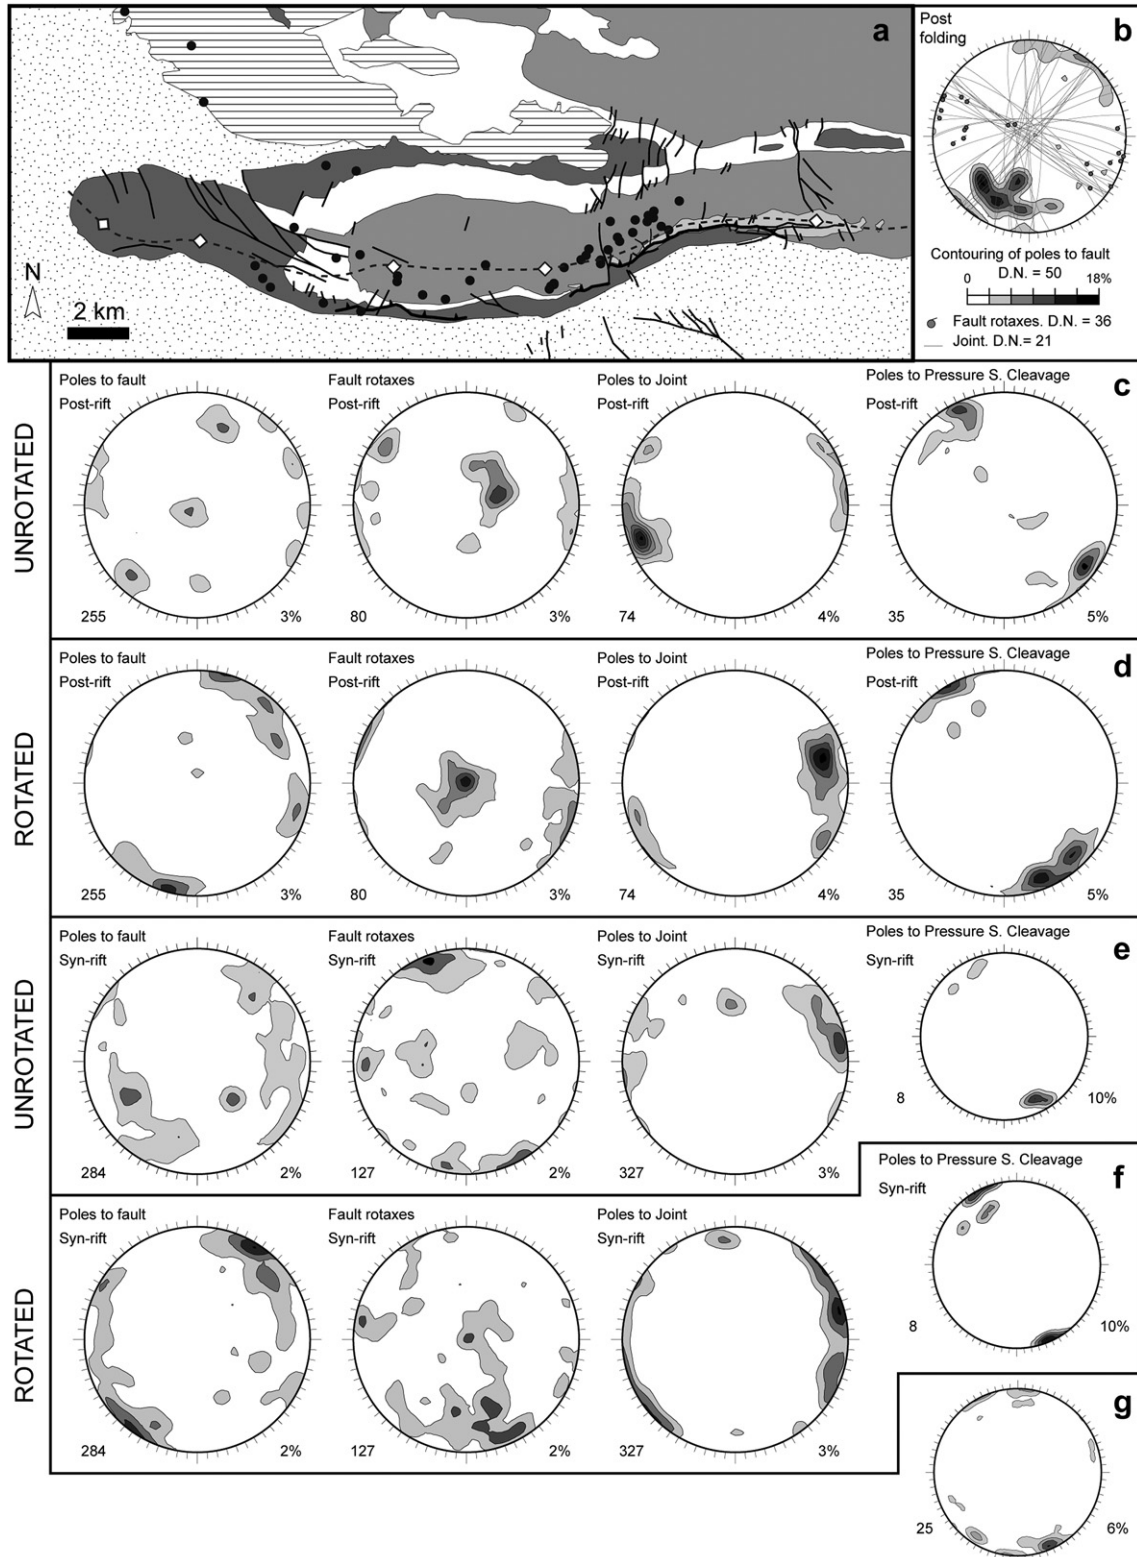 a
N
2 km
Post
folding
b
Contouring of poles to fault
D.N. = 50
0
18%
Fault rotaxes. D.N. = 36
Joint. D.N.= 21
UNROTATED
Poles to fault
Post-rift
255
3%
Fault rotaxes
Post-rift
80
3%
Poles to Joint
Post-rift
74
4%
Poles to Pressure S. Cleavage
Post-rift
c
35
5%
ROTATED
Poles to fault
Post-rift
255
3%
Fault rotaxes
Post-rift
80
3%
Poles to Joint
Post-rift
74
4%
Poles to Pressure S. Cleavage
Post-rift
d
35
5%
UNROTATED
Poles to fault
Syn-rift
284
2%
Fault rotaxes
Syn-rift
127
2%
Poles to Joint
Syn-rift
327
3%
Poles to Pressure S. Cleavage
Syn-rift
e
8
10%
ROTATED
Poles to fault
Syn-rift
284
2%
Fault rotaxes
Syn-rift
127
2%
Poles to Joint
Syn-rift
327
3%
Poles to Pressure S. Cleavage
Syn-rift
f
8
10%
g
25
6%